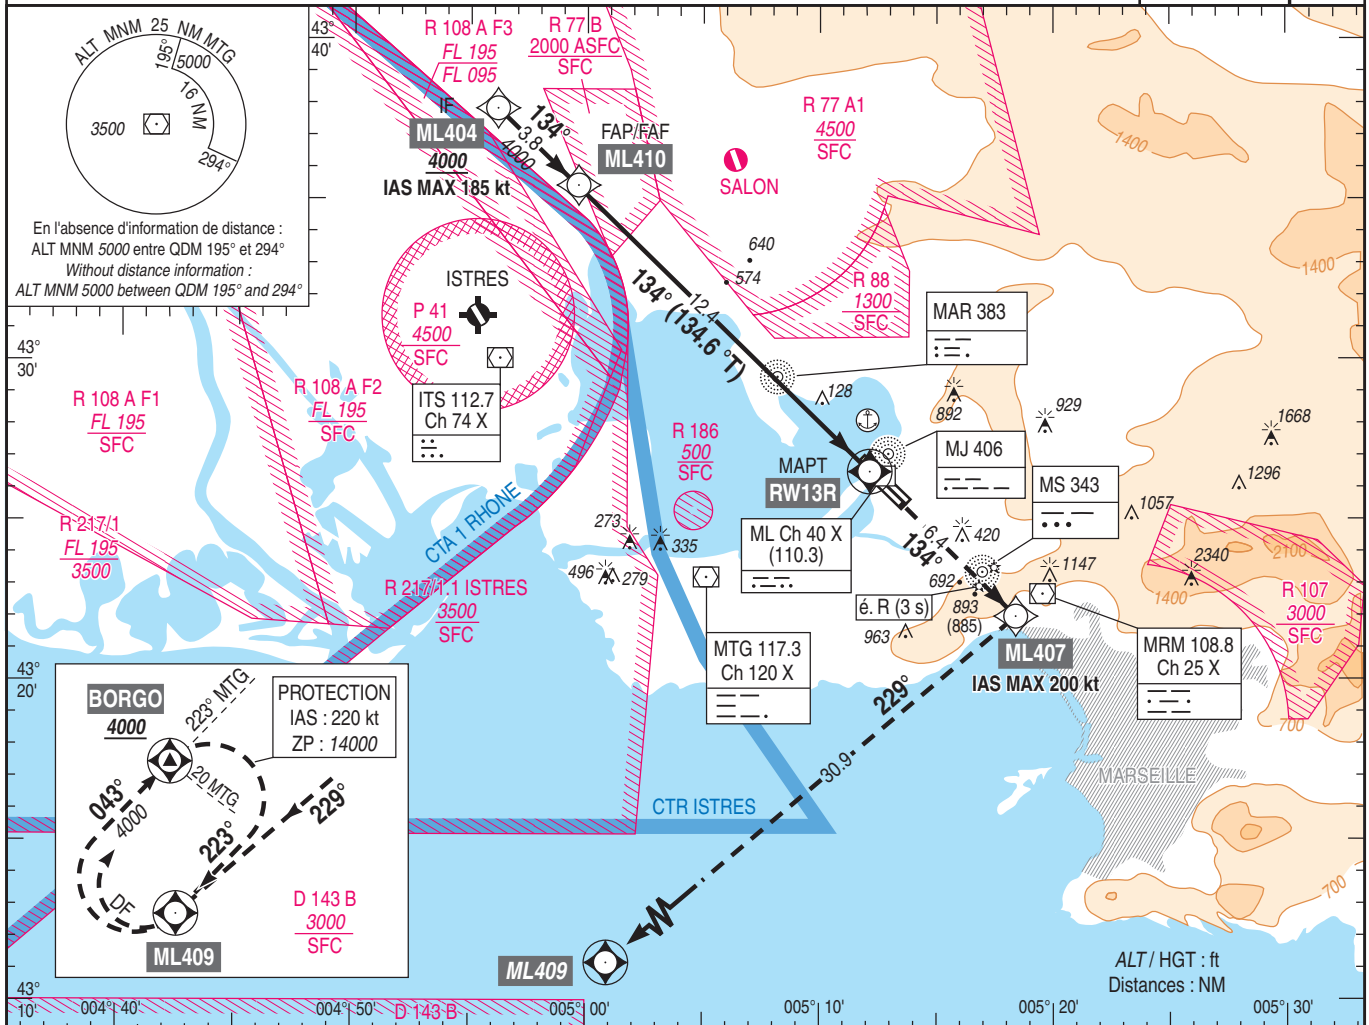 ALT MNM 25 NM MTG
195°
5000
16 NM
3500
294°
En l'absence d'information de distance :
ALT MNM 5000 entre QDM 195° et 294°
Without distance information :
ALT MNM 5000 between QDM 195° and 294°
43°
40'
R 108 A F3
FL 195
FL 095
R 77 B
2000 ASFC
SFC
R 77 A1
4500
SFC
1400
IF
ML404
4000
IAS MAX 185 kt
134°
3.8
4000
FAP/FAF
ML410
SALON
640
574
1400
ISTRES
P 41
4500
SFC
134° (134.6 °T)
12.4
R 88
1300
SFC
MAR 383
43°
30'
R 108 A F1
FL 195
SFC
R 108 A F2
FL 195
SFC
ITS 112.7
Ch 74 X
128
892
929
1668
R 186
500
SFC
MAPT
RW13R
MJ 406
MS 343
1296
1057
CTA 1 RHONE
R 217/1
FL 195
3500
273
335
496
279
ML Ch 40 X
(110.3)
6.4
134°
420
1147
2340
2100
1400
R 217/1.1 ISTRES
3500
SFC
692
é. R (3 s)
893
(885)
963
R 107
3000
SFC
MTG 117.3
Ch 120 X
ML407
IAS MAX 200 kt
MRM 108.8
Ch 25 X
43°
20'
700
229°
30.9
MARSEILLE
CTR ISTRES
BORGO
4000
223° MTG
20 MTG
PROTECTION
IAS : 220 kt
ZP : 14000
043°
4000
223°
229°
DF
ML409
D 143 B
3000
SFC
700
ML409
ALT / HGT : ft
Distances : NM
43°
10'
004° 40'
004° 50'
D 143 B
005° 00'
005° 10'
005° 20'
005° 30'